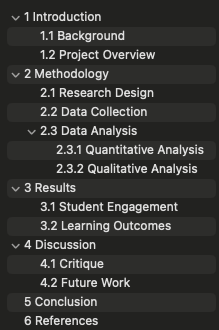 1 Introduction
1.1 Background
1.2 Project Overview
2 Methodology
2.1 Research Design
2.2 Data Collection
2.3 Data Analysis
2.3.1 Quantitative Analysis
2.3.2 Qualitative Analysis
3 Results
3.1 Student Engagement
3.2 Learning Outcomes
4 Discussion
4.1 Critique
4.2 Future Work
5 Conclusion
6 References